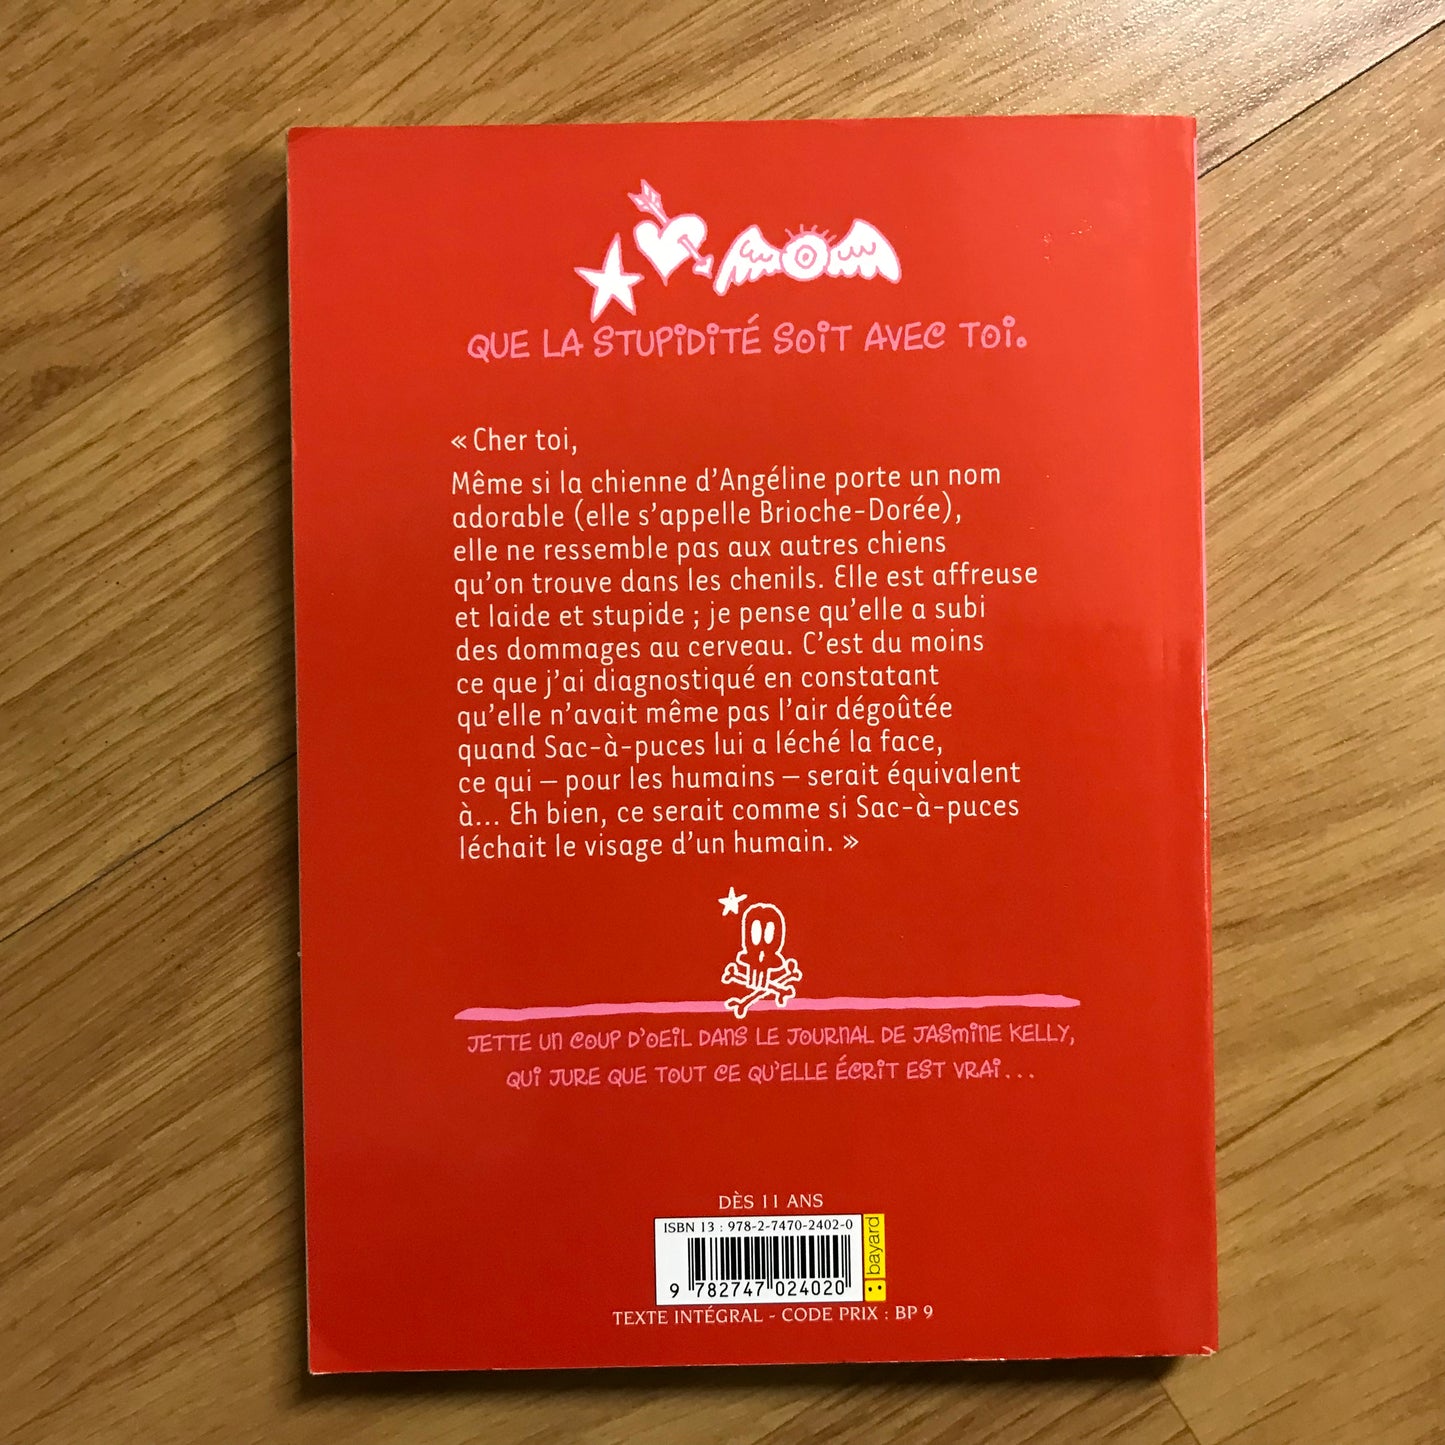 QUE LA STUPIDITÉ SOIT AVEC TOI.
« Cher toi,
Même si la chienne d'Angéline porte un nom
adorable (elle s'appelle Brioche-Dorée),
elle ne ressemble pas aux autres chiens
qu'on trouve dans les chenils. Elle est affreuse
et laide et stupide ; je pense qu'elle a subi
des dommages au cerveau. C'est du moins
ce que j'ai diagnostiqué en constatant
qu'elle n'avait même pas l'air dégoûtée
quand Sac-à-puces lui a léché la face,
ce qui – pour les humains – serait équivalent
à... Eh bien, ce serait comme si Sac-à-puces
léchait le visage d'un humain. »
JETTE UN COUP D'OEIL DANS LE JOURNAL DE JASMINE KELLY,
QUI JURE QUE TOUT CE QU'ELLE ÉCRIT EST VRAI...
DÈS 11 ANS
ISBN 13 : 978-2-7470-2402-0
9 782747 024020
bayard
TEXTE INTÉGRAL - CODE PRIX : BP 9